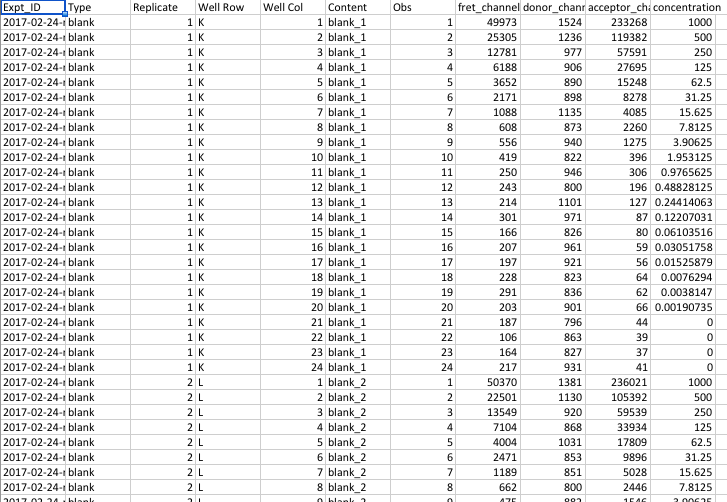 Expt_ID Type Replicate Well Row Well Col Content Obs fret_channel donor_chann acceptor_cha concentration
2017-02-24-r blank 1 K 1 blank_1 1 49973 1524 233268 1000
2017-02-24-r blank 1 K 2 blank_1 2 25305 1236 119382 500
2017-02-24-r blank 1 K 3 blank_1 3 12781 977 57591 250
2017-02-24-r blank 1 K 4 blank_1 4 6188 906 27695 125
2017-02-24-r blank 1 K 5 blank_1 5 3652 890 15248 62.5
2017-02-24-r blank 1 K 6 blank_1 6 2171 898 8278 31.25
2017-02-24-r blank 1 K 7 blank_1 7 1088 1135 4085 15.625
2017-02-24-r blank 1 K 8 blank_1 8 608 873 2260 7.8125
2017-02-24-r blank 1 K 9 blank_1 9 556 940 1275 3.90625
2017-02-24-r blank 1 K 10 blank_1 10 419 822 396 1.953125
2017-02-24-r blank 1 K 11 blank_1 11 250 946 306 0.9765625
2017-02-24-r blank 1 K 12 blank_1 12 243 800 196 0.48828125
2017-02-24-r blank 1 K 13 blank_1 13 214 1101 127 0.24414063
2017-02-24-r blank 1 K 14 blank_1 14 301 971 87 0.12207031
2017-02-24-r blank 1 K 15 blank_1 15 166 826 80 0.06103516
2017-02-24-r blank 1 K 16 blank_1 16 207 961 59 0.03051758
2017-02-24-r blank 1 K 17 blank_1 17 197 921 56 0.01525879
2017-02-24-r blank 1 K 18 blank_1 18 228 823 64 0.0076294
2017-02-24-r blank 1 K 19 blank_1 19 291 836 62 0.0038147
2017-02-24-r blank 1 K 20 blank_1 20 203 901 66 0.00190735
2017-02-24-r blank 1 K 21 blank_1 21 187 796 44 0
2017-02-24-r blank 1 K 22 blank_1 22 106 863 39 0
2017-02-24-r blank 1 K 23 blank_1 23 164 827 37 0
2017-02-24-r blank 1 K 24 blank_1 24 217 931 41 0
2017-02-24-r blank 2 L 1 blank_2 1 50370 1381 236021 1000
2017-02-24-r blank 2 L 2 blank_2 2 22501 1130 105392 500
2017-02-24-r blank 2 L 3 blank_2 3 13549 920 59539 250
2017-02-24-r blank 2 L 4 blank_2 4 7104 868 33934 125
2017-02-24-r blank 2 L 5 blank_2 5 4004 1031 17809 62.5
2017-02-24-r blank 2 L 6 blank_2 6 2471 853 9896 31.25
2017-02-24-r blank 2 L 7 blank_2 7 1189 851 5028 15.625
2017-02-24-r blank 2 L 8 blank_2 8 662 800 2446 7.8125